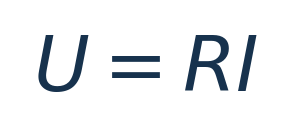 U = RI